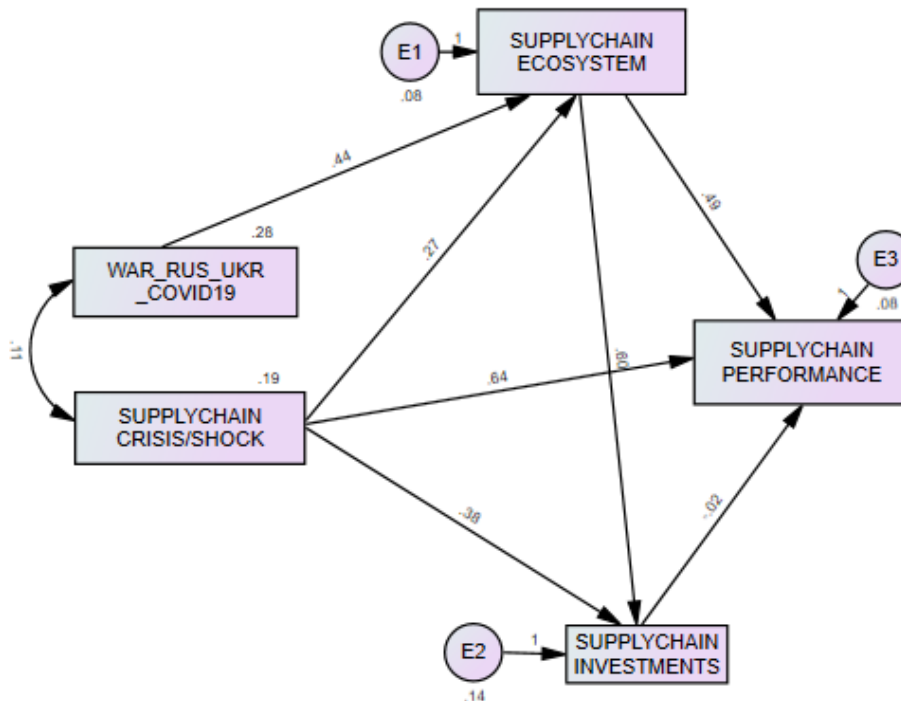 E1
1
.08
SUPPLYCHAIN
ECOSYSTEM
.44
.28
WAR_RUS_UKR
_COVID19
.27
.49
E3
1
.08
.11
.60
SUPPLYCHAIN
PERFORMANCE
.19
.64
SUPPLYCHAIN
CRISIS/SHOCK
.38
-.02
E2
1
.14
SUPPLYCHAIN
INVESTMENTS